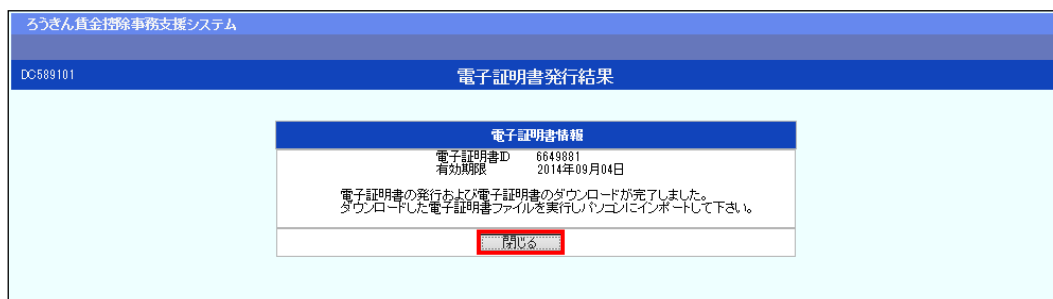 ろうきん賃金控除事務支援システム
DC589101
電子証明書発行結果
電子証明書情報
電子証明書ID 6649881
有効期限 2014年09月04日
電子証明書の発行および電子証明書のダウンロードが完了しました。
ダウンロードした電子証明書ファイルを実行しパソコンにインポートして下さい。
閉じる